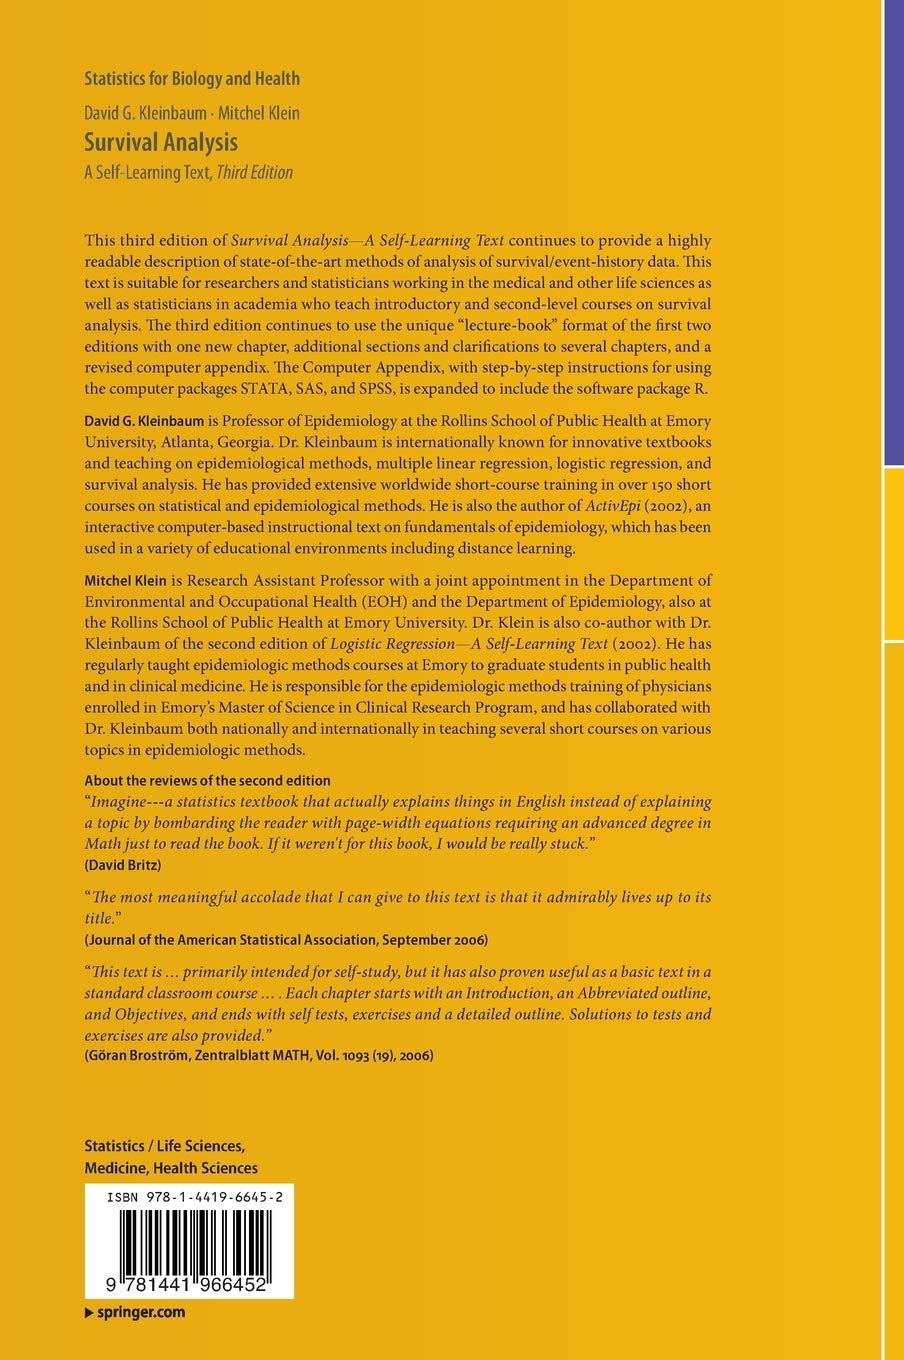 Statistics for Biology and Health
David G. Kleinbaum · Mitchel Klein
Survival Analysis
A Self-Learning Text, Third Edition
This third edition of Survival Analysis—A Self-Learning Text continues to provide a highly
readable description of state-of-the-art methods of analysis of survival/event-history data. This
text is suitable for researchers and statisticians working in the medical and other life sciences as
well as statisticians in academia who teach introductory and second-level courses on survival
analysis. The third edition continues to use the unique “lecture-book” format of the first two
editions with one new chapter, additional sections and clarifications to several chapters, and a
revised computer appendix. The Computer Appendix, with step-by-step instructions for using
the computer packages STATA, SAS, and SPSS, is expanded to include the software package R.
David G. Kleinbaum is Professor of Epidemiology at the Rollins School of Public Health at Emory
University, Atlanta, Georgia. Dr. Kleinbaum is internationally known for innovative textbooks
and teaching on epidemiological methods, multiple linear regression, logistic regression, and
survival analysis. He has provided extensive worldwide short-course training in over 150 short
courses on statistical and epidemiological methods. He is also the author of ActivEpi (2002), an
interactive computer-based instructional text on fundamentals of epidemiology, which has been
used in a variety of educational environments including distance learning.
Mitchel Klein is Research Assistant Professor with a joint appointment in the Department of
Environmental and Occupational Health (EOH) and the Department of Epidemiology, also at
the Rollins School of Public Health at Emory University. Dr. Klein is also co-author with Dr.
Kleinbaum of the second edition of Logistic Regression—A Self-Learning Text (2002). He has
regularly taught epidemiologic methods courses at Emory to graduate students in public health
and in clinical medicine. He is responsible for the epidemiologic methods training of physicians
enrolled in Emory’s Master of Science in Clinical Research Program, and has collaborated with
Dr. Kleinbaum both nationally and internationally in teaching several short courses on various
topics in epidemiologic methods.
About the reviews of the second edition
“Imagine---a statistics textbook that actually explains things in English instead of explaining
a topic by bombarding the reader with page-width equations requiring an advanced degree in
Math just to read the book. If it weren't for this book, I would be really stuck.”
(David Britz)
“The most meaningful accolade that I can give to this text is that it admirably lives up to its
title.”
(Journal of the American Statistical Association, September 2006)
“This text is … primarily intended for self-study, but it has also proven useful as a basic text in a
standard classroom course … . Each chapter starts with an Introduction, an Abbreviated outline,
and Objectives, and ends with self tests, exercises and a detailed outline. Solutions to tests and
exercises are also provided.”
(Göran Broström, Zentralblatt MATH, Vol. 1093 (19), 2006)
Statistics / Life Sciences,
Medicine, Health Sciences
ISBN 978-1-4419-6645-2
9 781441 966452
▶ springer.com